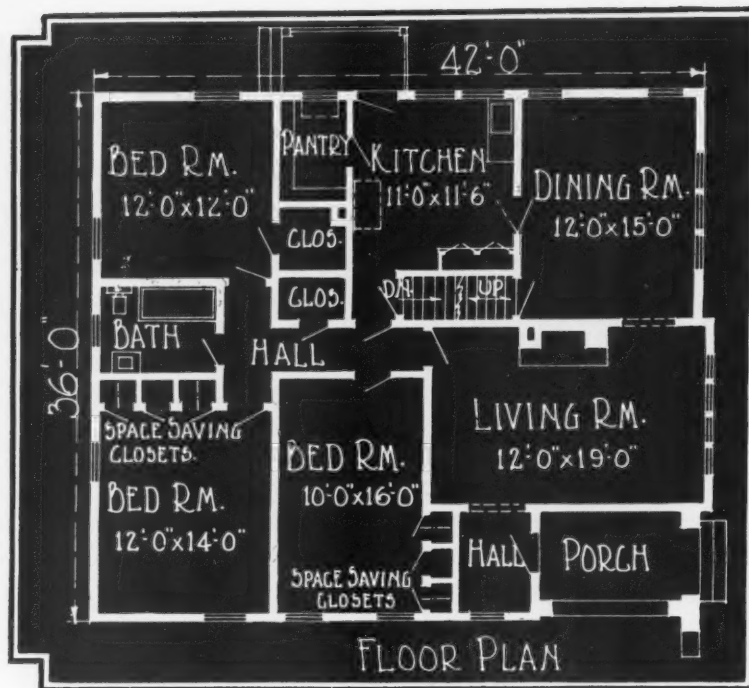 42'-0"
36'-0"
BED RM.
12'-0"x12'-0"
PANTRY
KITCHEN
11'-0"x11'-6"
DINING RM.
12'-0"x15'-0"
CLOS.
CLOS.
DN.
UP
BATH
HALL
SPACE SAVING
CLOSETS.
BED RM.
12'-0"x14'-0"
BED RM.
10'-0"x16'-0"
SPACE SAVING
CLOSETS
LIVING RM.
12'-0"x19'-0"
HALL
PORCH
FLOOR PLAN